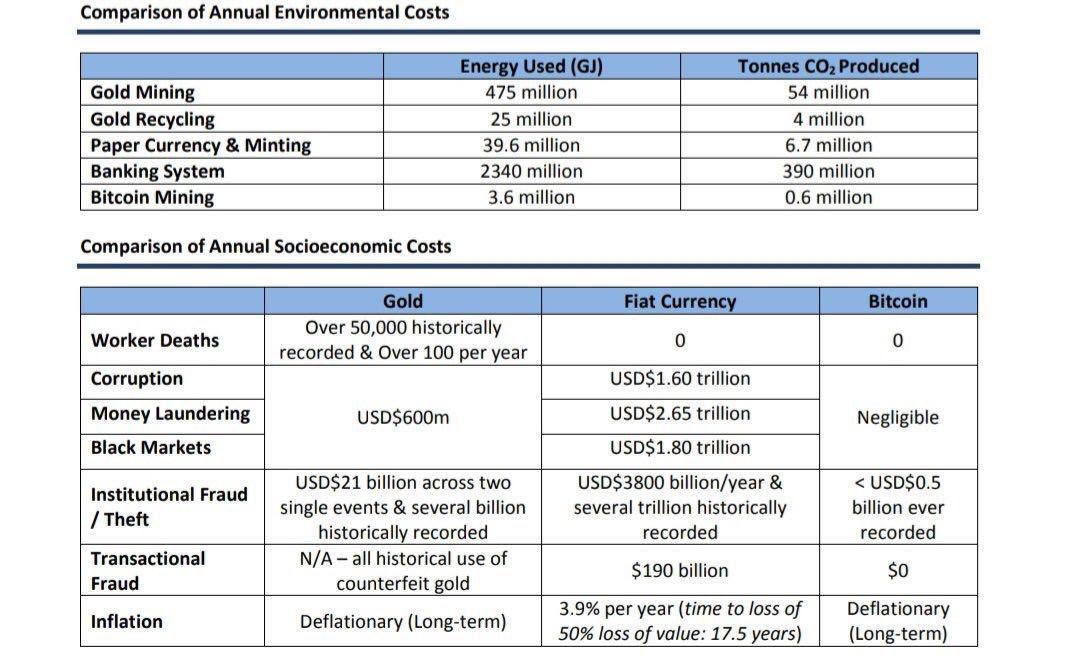 Comparison of Annual Environmental Costs
Energy Used (GJ) Tonnes CO₂ Produced
Gold Mining 475 million 54 million
Gold Recycling 25 million 4 million
Paper Currency & Minting 39.6 million 6.7 million
Banking System 2340 million 390 million
Bitcoin Mining 3.6 million 0.6 million
Comparison of Annual Socioeconomic Costs
Gold Fiat Currency Bitcoin
Worker Deaths
Over 50,000 historically
recorded & Over 100 per year
0
0
Corruption
Money Laundering
Black Markets
USD$600m
USD$1.60 trillion
USD$2.65 trillion
USD$1.80 trillion
Negligible
Institutional Fraud
/ Theft
USD$21 billion across two
single events & several billion
historically recorded
USD$3800 billion/year &
several trillion historically
recorded
< USD$0.5
billion ever
recorded
Transactional
Fraud
N/A – all historical use of
counterfeit gold
$190 billion
$0
Inflation
Deflationary (Long-term)
3.9% per year (time to loss of
50% loss of value: 17.5 years)
Deflationary
(Long-term)